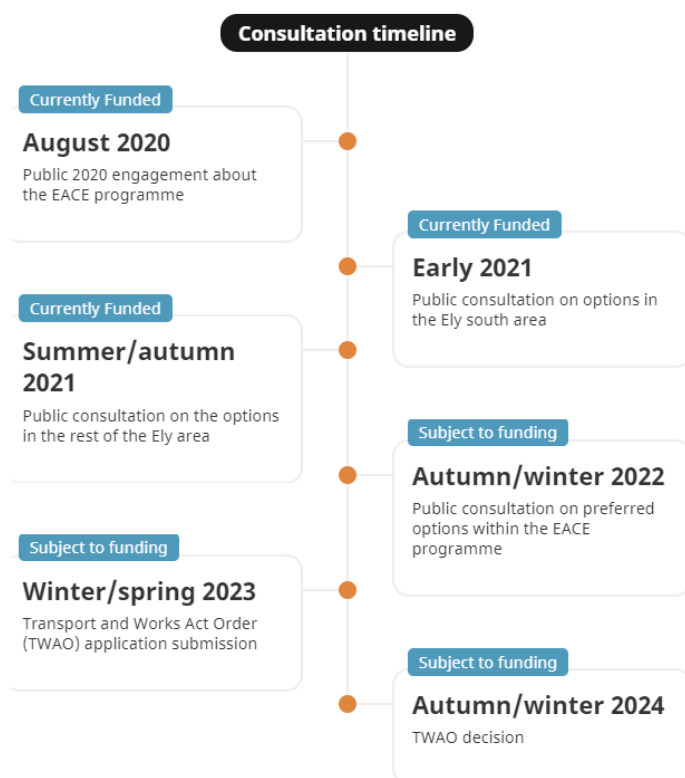 Consultation timeline
Currently Funded
August 2020
Public 2020 engagement about
the EACE programme
Currently Funded
Early 2021
Public consultation on options in
the Ely south area
Currently Funded
Summer/autumn
2021
Public consultation on the options
in the rest of the Ely area
Subject to funding
Autumn/winter 2022
Public consultation on preferred
options within the EACE
programme
Subject to funding
Winter/spring 2023
Transport and Works Act Order
(TWAO) application submission
Subject to funding
Autumn/winter 2024
TWAO decision